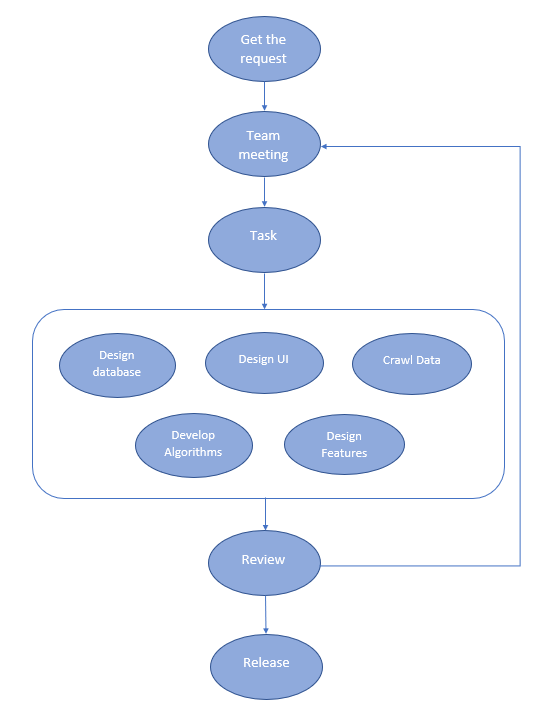 Get the
request
Team
meeting
Task
Design
database
Design UI
Crawl Data
Develop
Algorithms
Design
Features
Review
Release